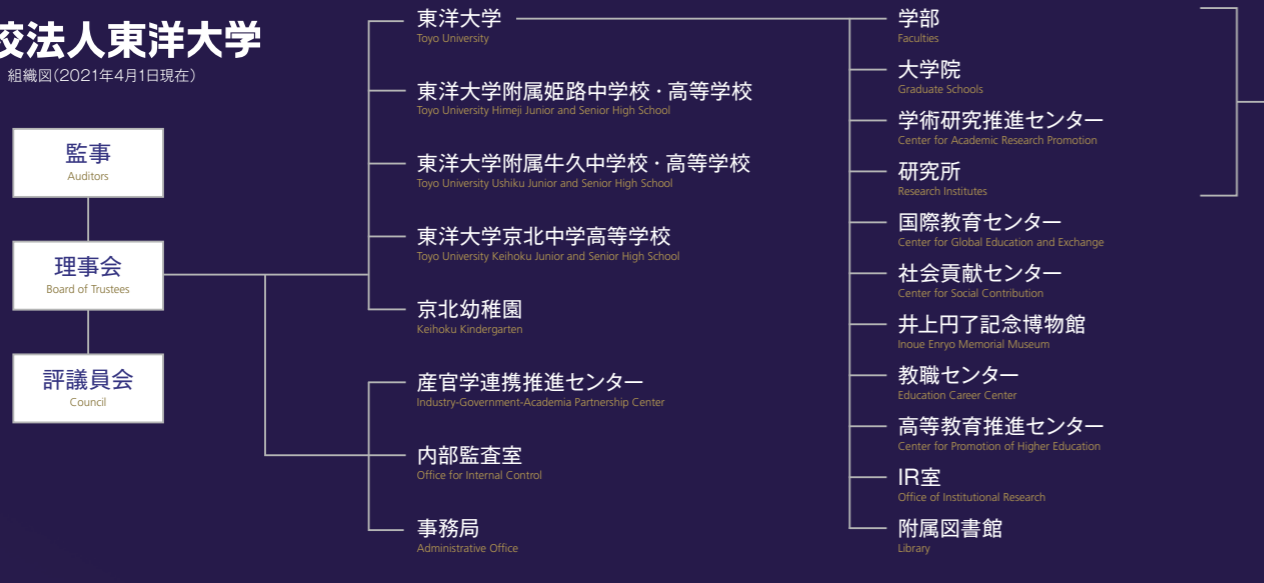 校法人東洋大学
組織図(2021年4月1日現在)
監事
Auditors
理事会
Board of Trustees
評議員会
Council
東洋大学
Toyo University
東洋大学附属姫路中学校・高等学校
Toyo University Himeji Junior and Senior High School
東洋大学附属牛久中学校・高等学校
Toyo University Ushiku Junior and Senior High School
東洋大学京北中学高等学校
Toyo University Keihoku Junior and Senior High School
京北幼稚園
Keihoku Kindergarten
産官学連携推進センター
Industry-Government-Academia Partnership Center
内部監査室
Office for Internal Control
事務局
Administrative Office
学部
Faculties
大学院
Graduate Schools
学術研究推進センター
Center for Academic Research Promotion
研究所
Research Institutes
国際教育センター
Center for Global Education and Exchange
社会貢献センター
Center for Social Contribution
井上円了記念博物館
Inoue Enryo Memorial Museum
教職センター
Education Career Center
高等教育推進センター
Center for Promotion of Higher Education
IR室
Office of Institutional Research
附属図書館
Library